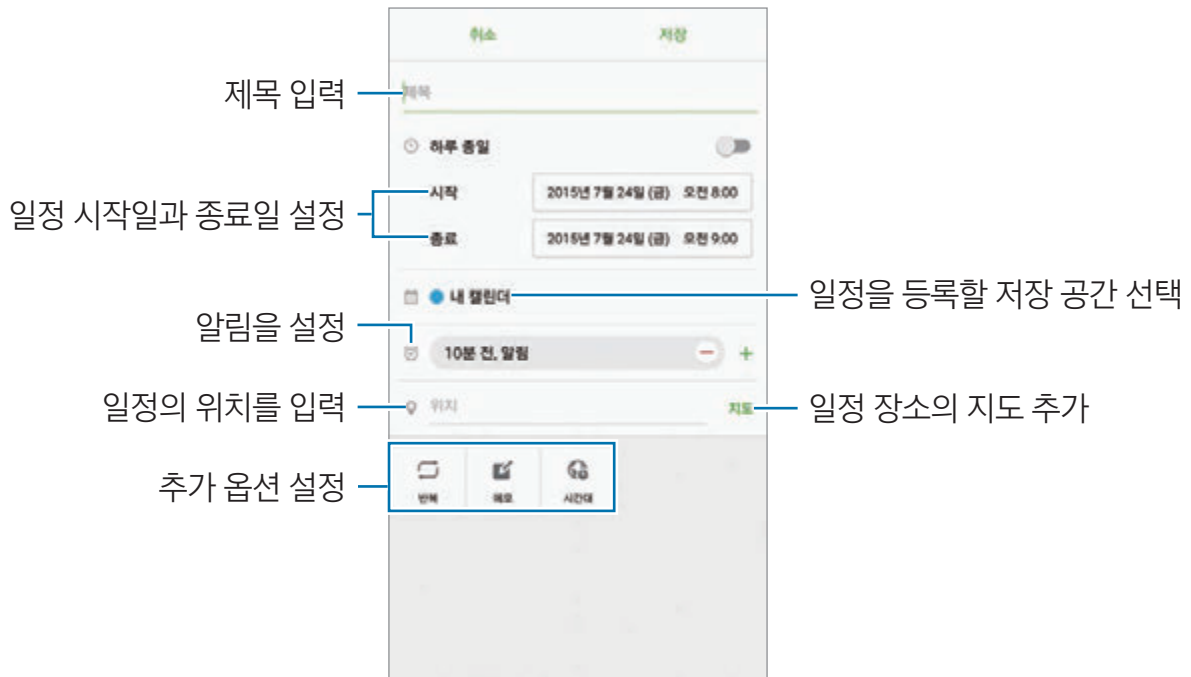 취소 저장
제목 입력
제목
하루 종일
시작 2015년 7월 24일 (금) 오전 8:00
일정 시작일과 종료일 설정
종료 2015년 7월 24일 (금) 오전 9:00
내 캘린더
일정을 등록할 저장 공간 선택
알림을 설정
10분 전, 알림
일정의 위치를 입력
위치
지도
일정 장소의 지도 추가
추가 옵션 설정
반복 메모 시간대